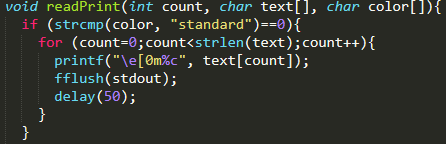 void readPrint(int count, char text[], char color[]){
if (strcmp(color, "standard")==0){
for (count=0;count<strlen(text);count++){
printf("\e[0m%c", text[count]);
fflush(stdout);
delay(50);
}
}